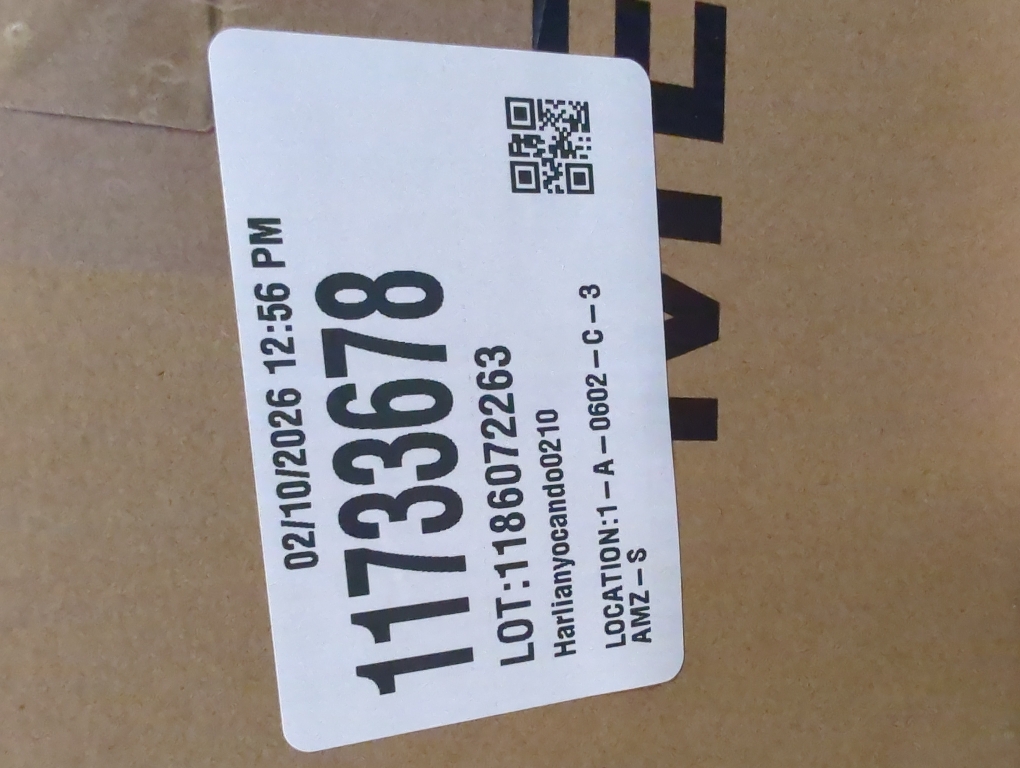 02/10/2026 12:56 PM
11733678
LOT:1186072263
Harlianyocando0210
LOCATION:1-A-0602-C-3
AMZ-S